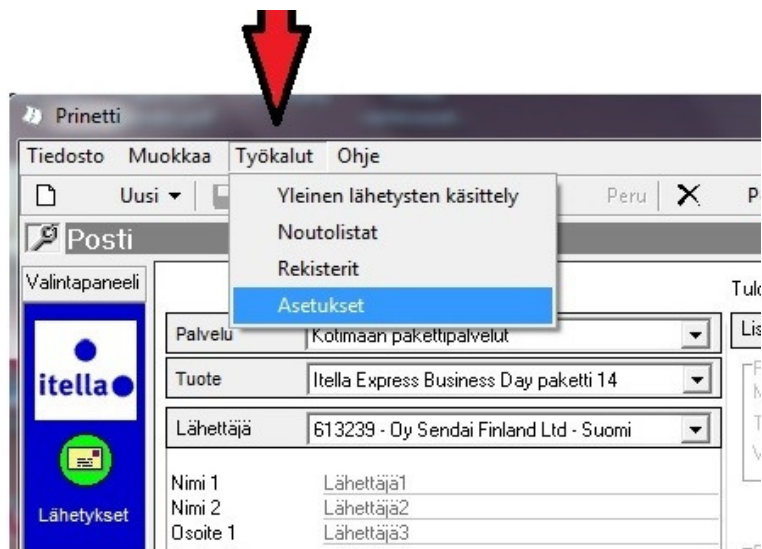 Prinetti
Tiedosto Muokkaa Työkalut Ohje
Uusi Peru
Yleinen lähetysten käsittely
Noutolistat
Rekisterit
Asetukset
Posti
Valintapaneeli
itella
Lähetykset
Palvelu Kotimaan pakettipalvelut
Tuote Itella Express Business Day paketti 14
Lähettäjä 613239 - Oy Sendai Finland Ltd - Suomi
Nimi 1 Lähettäjä1
Nimi 2 Lähettäjä2
Osoite 1 Lähettäjä3